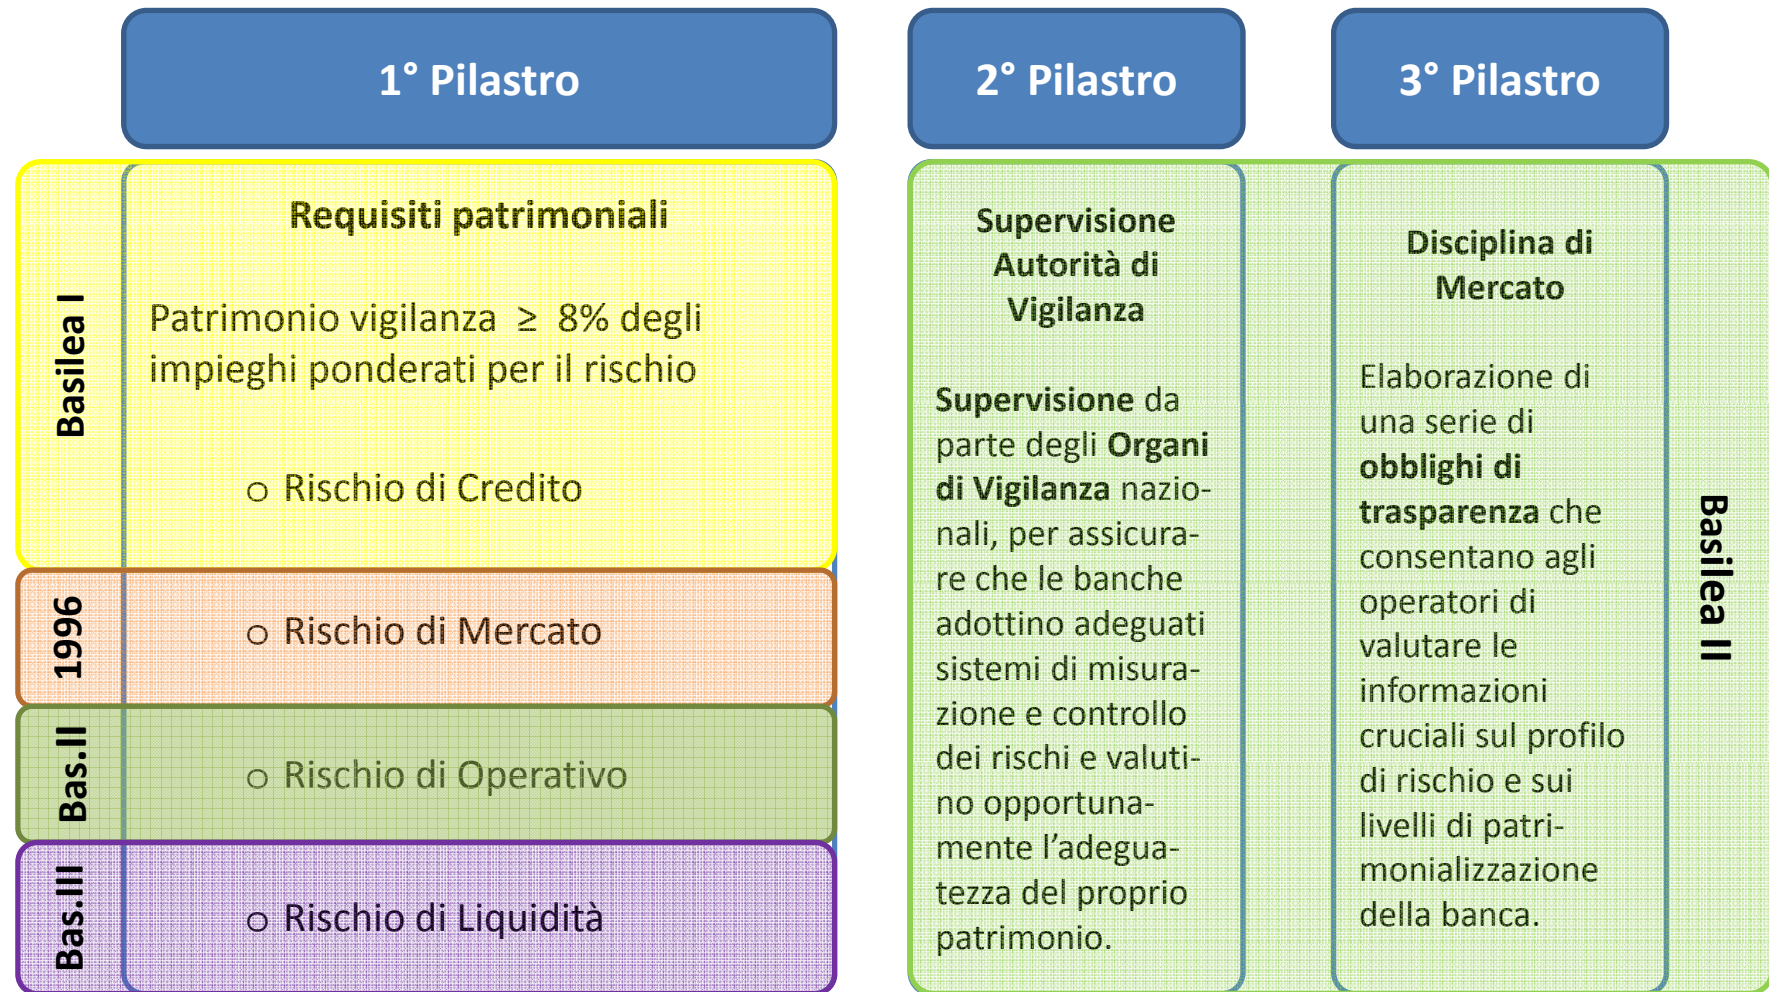 1° Pilastro
2° Pilastro
3° Pilastro
Basilea I
Requisiti patrimoniali
Patrimonio vigilanza ≥ 8% degli
impieghi ponderati per il rischio
o Rischio di Credito
1996
o Rischio di Mercato
Bas.II
o Rischio di Operativo
Bas.III
o Rischio di Liquidità
Supervisione
Autorità di
Vigilanza
Supervisione da
parte degli Organi
di Vigilanza nazio-
nali, per assicura-
re che le banche
adottino adeguati
sistemi di misura-
zione e controllo
dei rischi e valuti-
no opportuna-
mente l’adegua-
tezza del proprio
patrimonio.
Disciplina di
Mercato
Elaborazione di
una serie di
obblighi di
trasparenza che
consentano agli
operatori di
valutare le
informazioni
cruciali sul profilo
di rischio e sui
livelli di patri-
monializzazione
della banca.
Basilea II